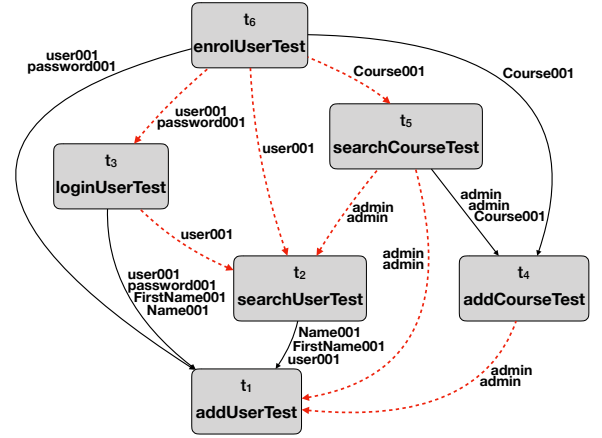 t6
enrolUserTest
user001
password001
Course001
Course001
user001
password001
t5
searchCourseTest
t3
loginUserTest
user001
admin
admin
admin
admin
Course001
user001
admin
admin
t2
searchUserTest
t4
addCourseTest
user001
password001
FirstName001
Name001
Name001
FirstName001
user001
admin
admin
t1
addUserTest